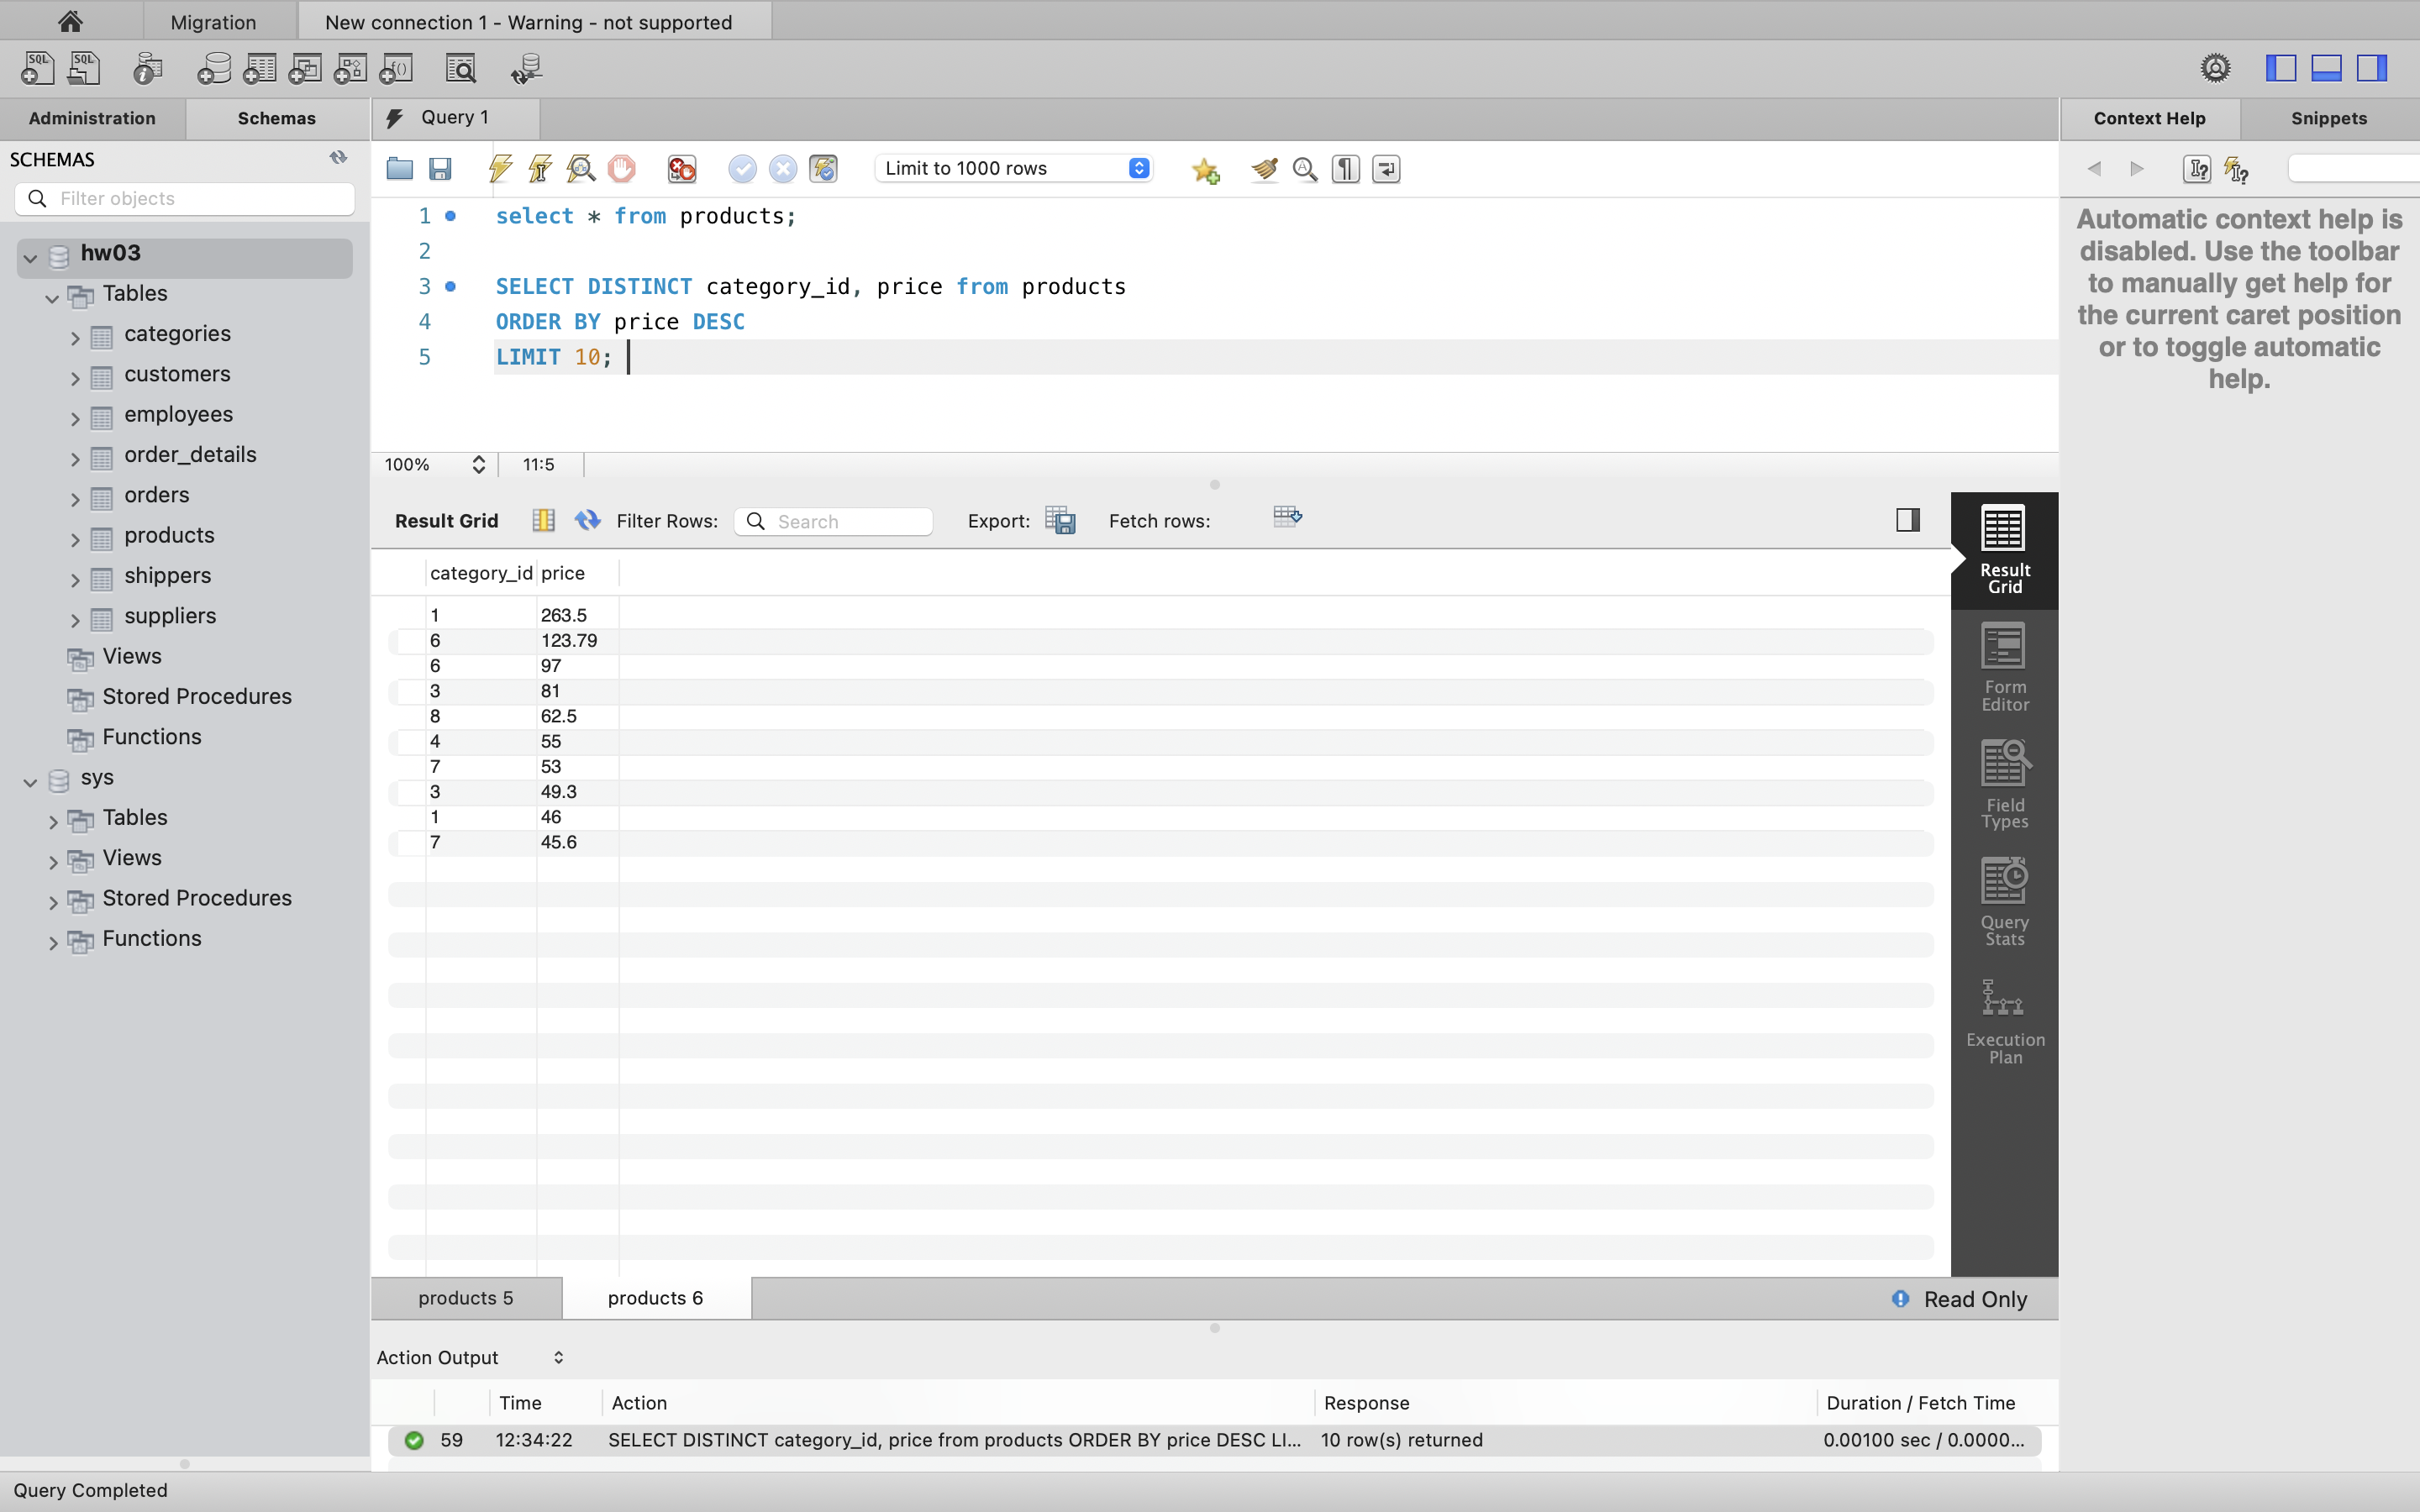 Migration
New connection 1 - Warning - not supported
Administration
Schemas
Query 1
Context Help
Snippets
SCHEMAS
Filter objects
Limit to 1000 rows
hw03
Tables
categories
customers
employees
order_details
orders
products
shippers
suppliers
Views
Stored Procedures
Functions
sys
Tables
Views
Stored Procedures
Functions
1 select * from products;
2
3 SELECT DISTINCT category_id, price from products
4 ORDER BY price DESC
5 LIMIT 10;
100% 11:5
Result Grid Filter Rows: Search Export: Fetch rows:
category_id price
1 263.5
6 123.79
6 97
3 81
8 62.5
4 55
7 53
3 49.3
1 46
7 45.6
Result
Grid
Form
Editor
Field
Types
Query
Stats
Execution
Plan
Automatic context help is
disabled. Use the toolbar
to manually get help for
the current caret position
or to toggle automatic
help.
products 5
products 6
Read Only
Action Output
Time Action Response Duration / Fetch Time
59 12:34:22 SELECT DISTINCT category_id, price from products ORDER BY price DESC LI... 10 row(s) returned 0.00100 sec / 0.0000...
Query Completed